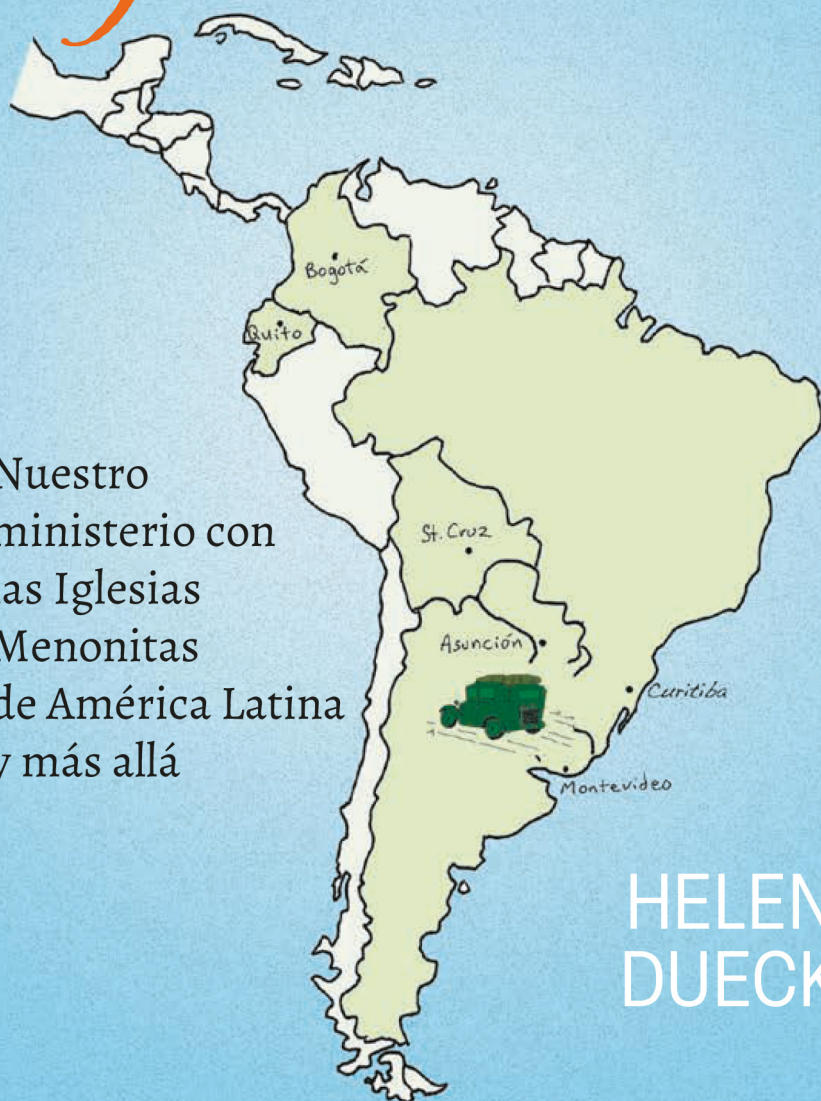 Bogotá
Quito
Nuestro
ministerio con
las Iglesias
Menonitas
de América Latina
y más allá
St. Cruz
Asunción
Curitiba
Montevideo
HELEN
DUECK